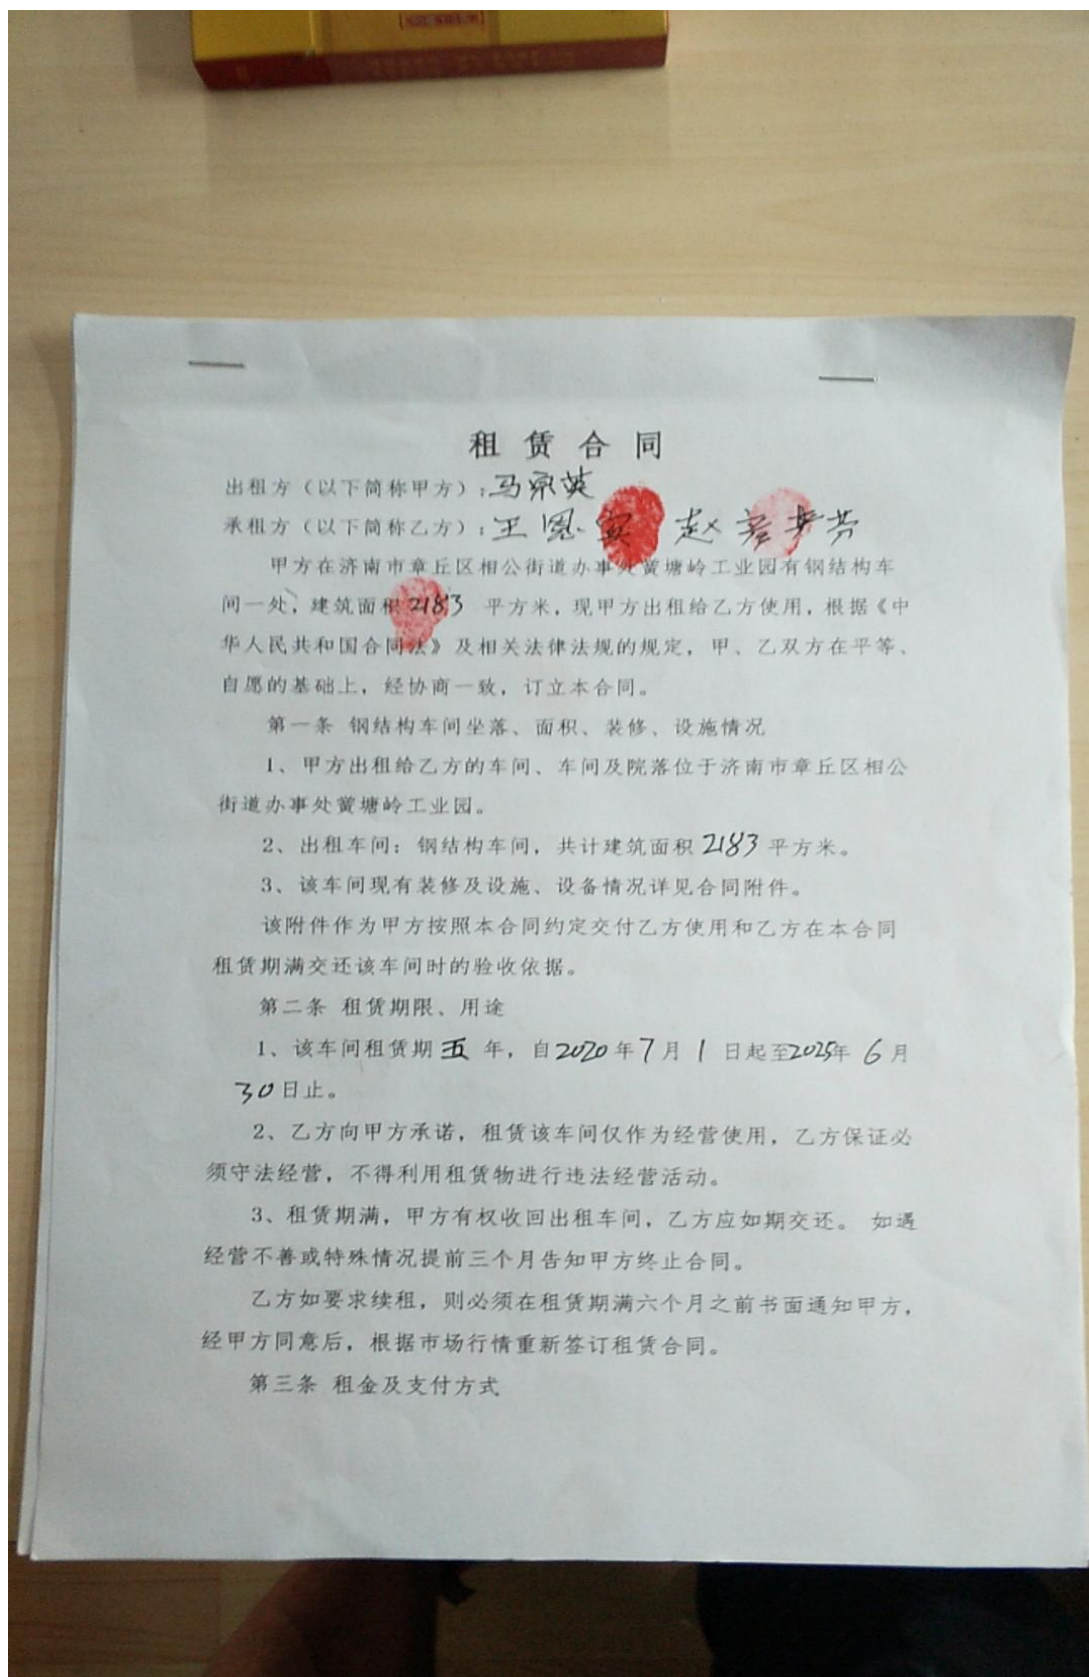 租赁合同
出租方（以下简称甲方）：马京英
承租方（以下简称乙方）：王恩宾 赵芳
甲方在济南市章丘区相公街道办事处黄塘岭工业园有钢结构车
间一处，建筑面积2183 平方米，现甲方出租给乙方使用，根据《中
华人民共和国合同法》及相关法律法规的规定，甲、乙双方在平等、
自愿的基础上，经协商一致，订立本合同。
第一条 钢结构车间坐落、面积、装修、设施情况
1、甲方出租给乙方的车间、车间及院落位于济南市章丘区相公
街道办事处黄塘岭工业园。
2、出租车间：钢结构车间，共计建筑面积2183平方米。
3、该车间现有装修及设施、设备情况详见合同附件。
该附件作为甲方按照本合同约定交付乙方使用和乙方在本合同
租赁期满交还该车间时的验收依据。
第二条 租赁期限、用途
1、该车间租赁期五年，自2020年7月1日起至2025年6月
30日止。
2、乙方向甲方承诺，租赁该车间仅作为经营使用，乙方保证必
须守法经营，不得利用租赁物进行违法经营活动。
3、租赁期满，甲方有权收回出租车间，乙方应如期交还。 如遇
经营不善或特殊情况提前三个月告知甲方终止合同。
乙方如要求续租，则必须在租赁期满六个月之前书面通知甲方，
经甲方同意后，根据市场行情重新签订租赁合同。
第三条 租金及支付方式